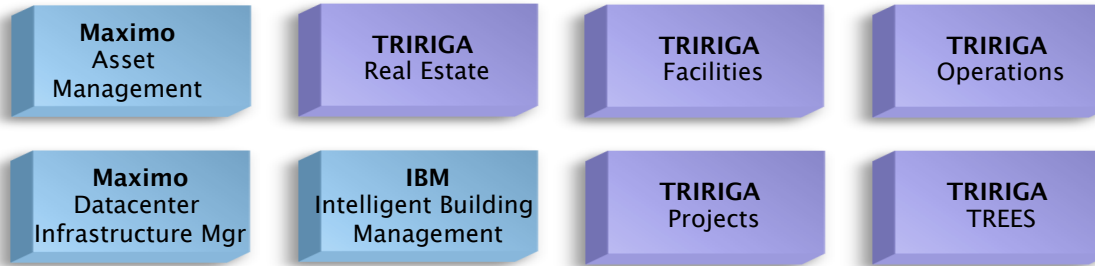 Maximo
Asset
Management
TRIRIGA
Real Estate
TRIRIGA
Facilities
TRIRIGA
Operations
Maximo
Datacenter
Infrastructure Mgr
IBM
Intelligent Building
Management
TRIRIGA
Projects
TRIRIGA
TREES